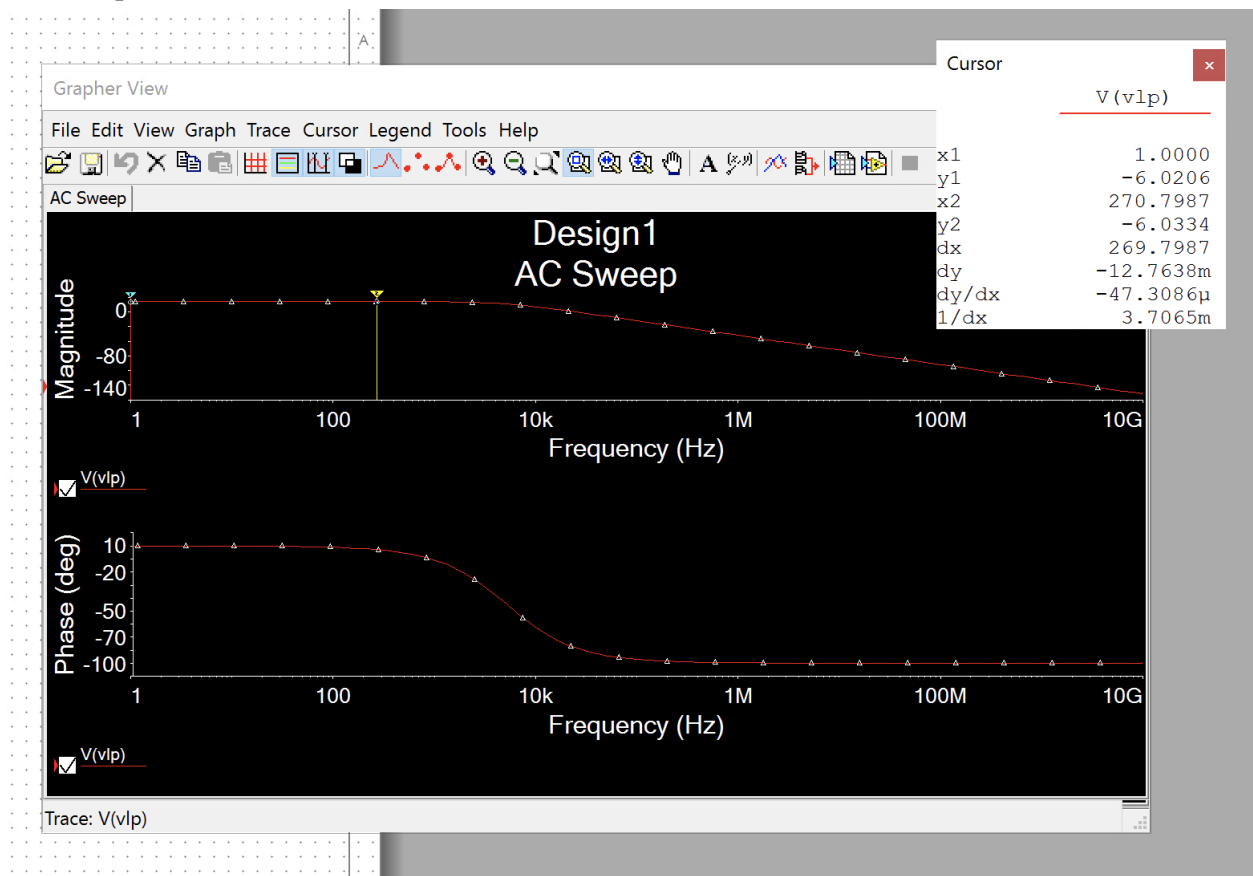 A
Cursor
x
V(vlp)
x1 1.0000
y1 -6.0206
x2 270.7987
y2 -6.0334
dx 269.7987
dy -12.7638m
dy/dx -47.3086µ
1/dx 3.7065m
Grapher View
File Edit View Graph Trace Cursor Legend Tools Help
A
AC Sweep
Design1
AC Sweep
Magnitude
0
-80
-140
1 100 10k 1M 100M 10G
Frequency (Hz)
V(vlp)
Phase (deg)
10
-20
-50
-70
-100
1 100 10k 1M 100M 10G
Frequency (Hz)
V(vlp)
Trace: V(vlp)